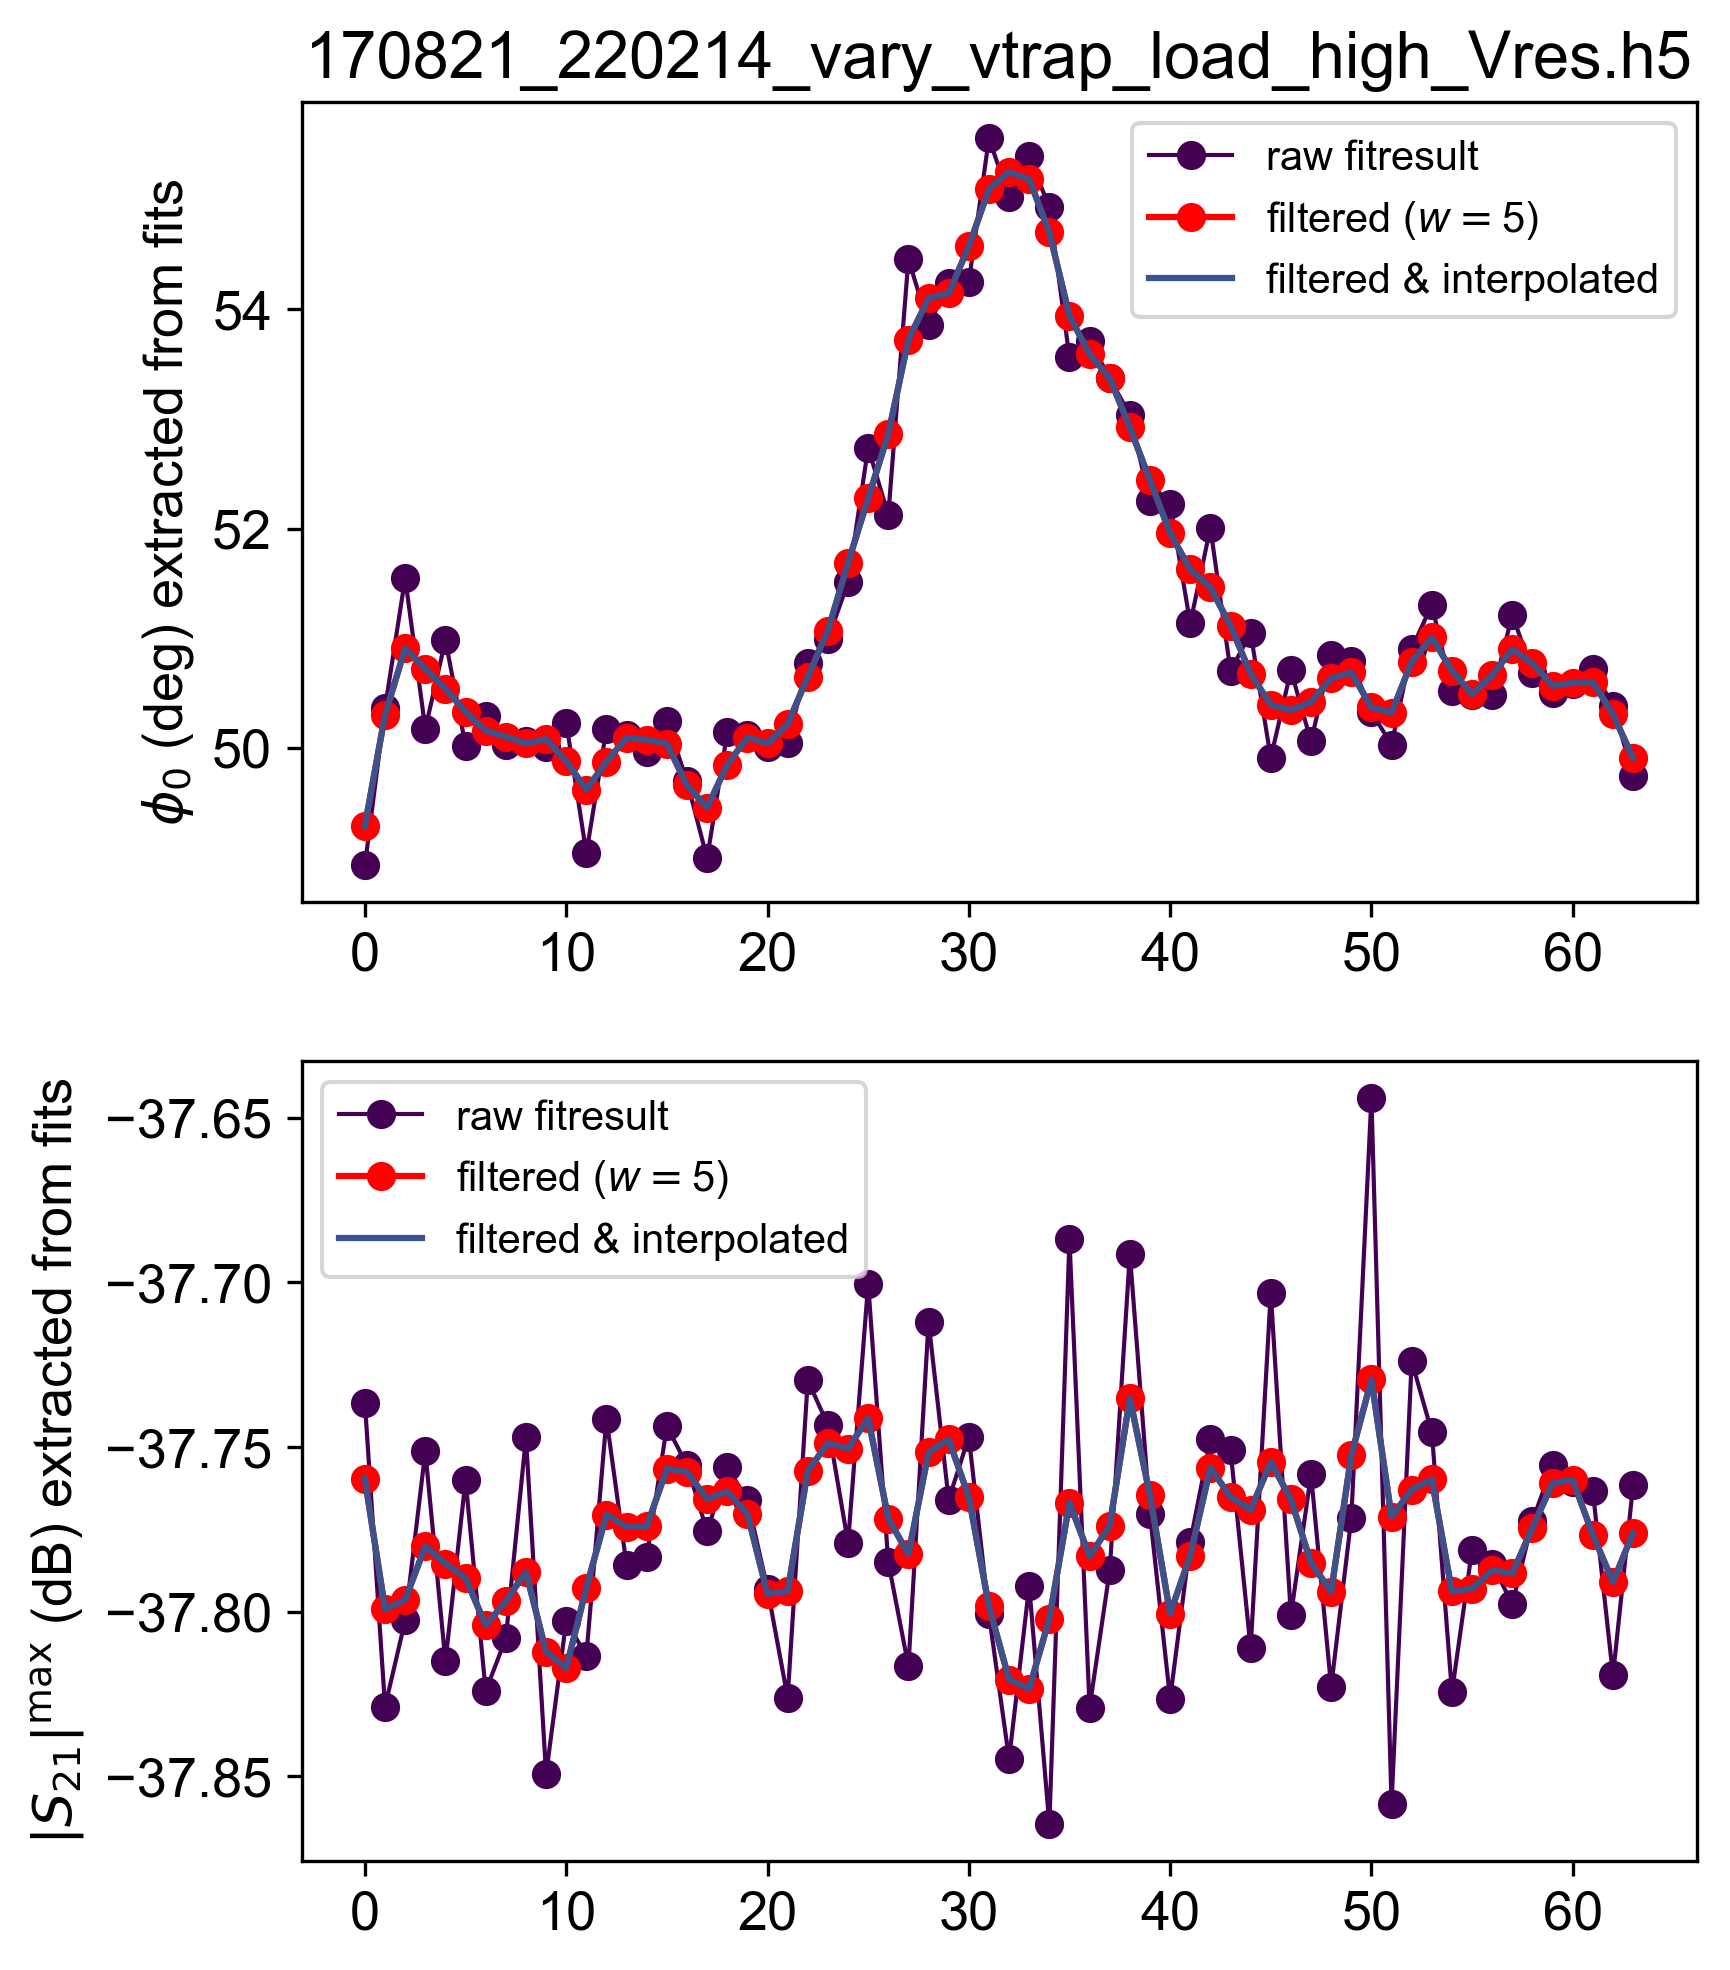 170821_220214_vary_vtrap_load_high_Vres.h5
ϕ₀ (deg) extracted from fits
54
52
50
raw fitresult
filtered (w = 5)
filtered & interpolated
0 10 20 30 40 50 60
|S₂₁|ᵐᵃˣ (dB) extracted from fits
−37.65
−37.70
−37.75
−37.80
−37.85
raw fitresult
filtered (w = 5)
filtered & interpolated
0 10 20 30 40 50 60